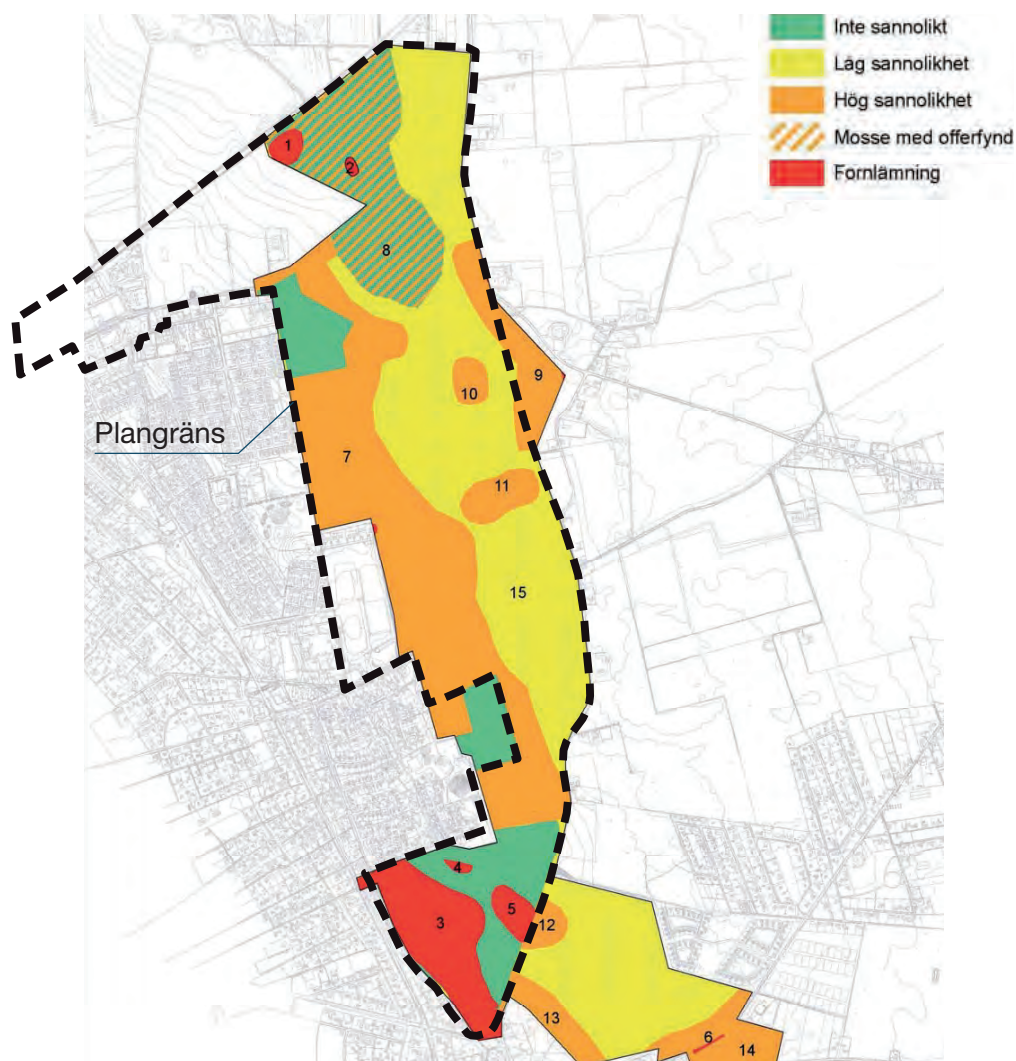 Inte sannolikt
Låg sannolikhet
Hög sannolikhet
Mosse med offerfynd
Fornlämning
1
2
8
9
10
Plangräns
7
11
15
4
5
3
12
13
6
14